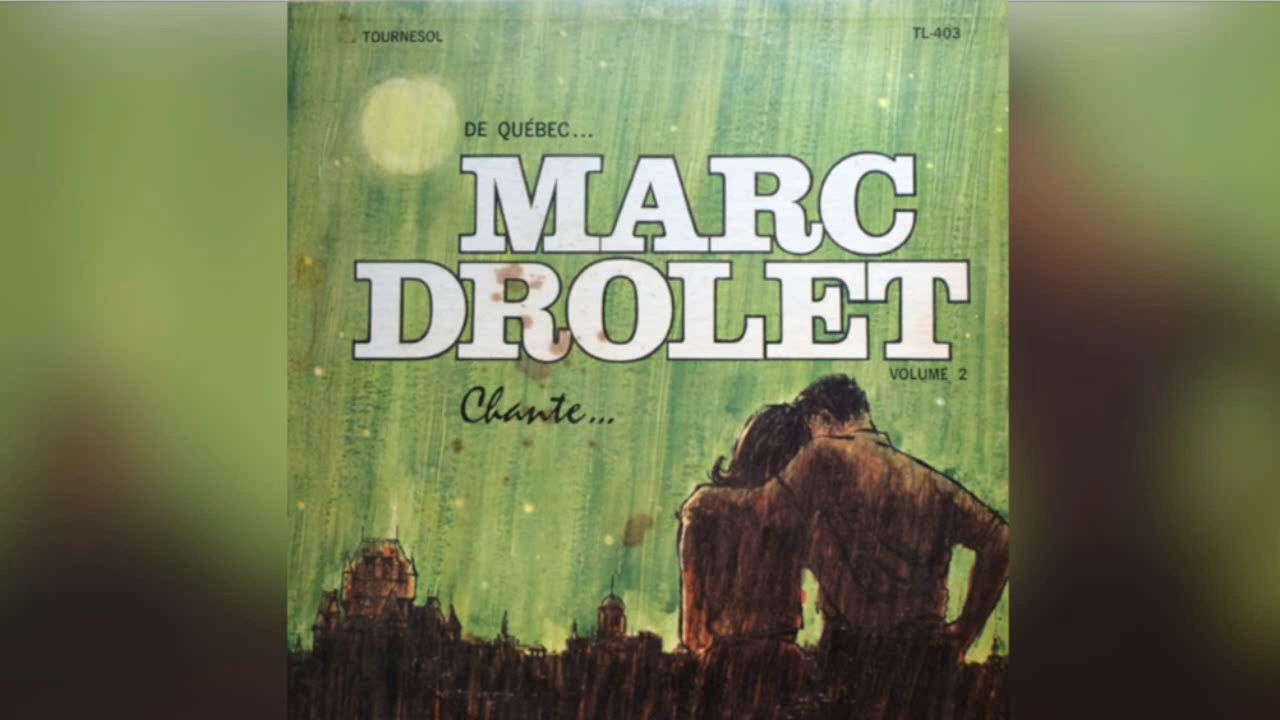 TOURNESOL
TL-403
DE QUÉBEC...
MARC
DROLET
VOLUME 2
Chante...